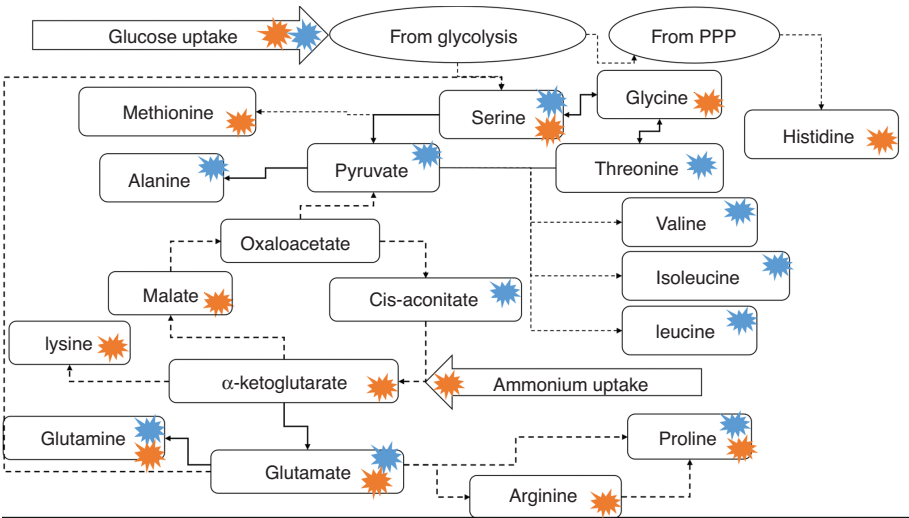 Glucose uptake
From glycolysis
From PPP
Methionine
Serine
Glycine
Histidine
Alanine
Pyruvate
Threonine
Oxaloacetate
Valine
Malate
Cis-aconitate
Isoleucine
leucine
lysine
α-ketoglutarate
Ammonium uptake
Glutamine
Glutamate
Proline
Arginine